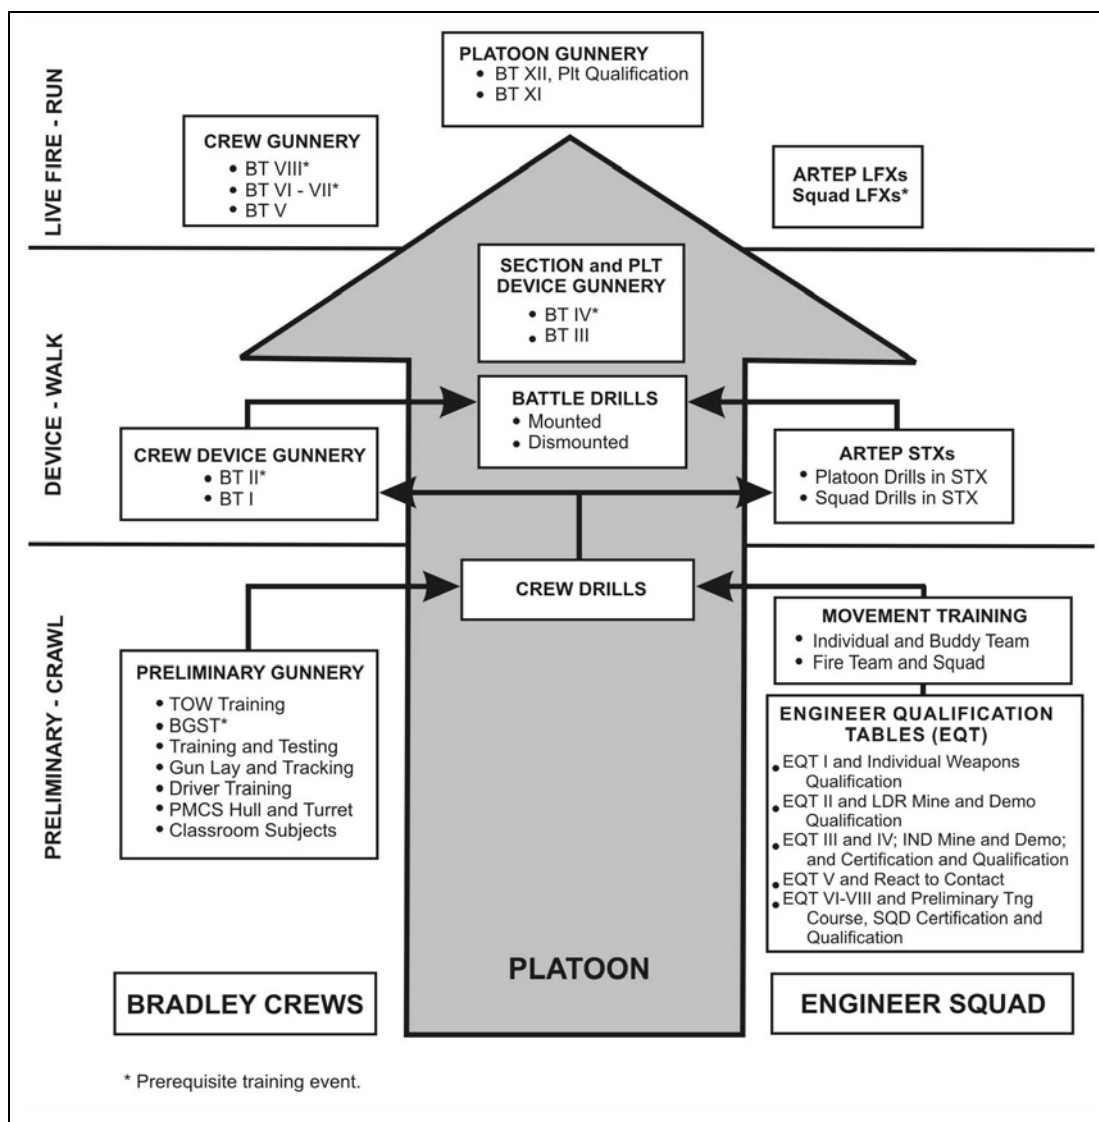 PLATOON GUNNERY
• BT XII, Plt Qualification
• BT XI
LIVE FIRE - RUN
CREW GUNNERY
• BT VIII*
• BT VI - VII*
• BT V
ARTEP LFXs
Squad LFXs*
SECTION and PLT
DEVICE GUNNERY
• BT IV*
• BT III
DEVICE - WALK
BATTLE DRILLS
• Mounted
• Dismounted
CREW DEVICE GUNNERY
• BT II*
• BT I
ARTEP STXs
• Platoon Drills in STX
• Squad Drills in STX
CREW DRILLS
PRELIMINARY - CRAWL
PRELIMINARY GUNNERY
• TOW Training
• BGST*
• Training and Testing
• Gun Lay and Tracking
• Driver Training
• PMCS Hull and Turret
• Classroom Subjects
MOVEMENT TRAINING
• Individual and Buddy Team
• Fire Team and Squad
ENGINEER QUALIFICATION
TABLES (EQT)
• EQT I and Individual Weapons
Qualification
• EQT II and LDR Mine and Demo
Qualification
• EQT III and IV; IND Mine and Demo;
and Certification and Qualification
• EQT V and React to Contact
• EQT VI-VIII and Preliminary Tng
Course, SQD Certification and
Qualification
PLATOON
BRADLEY CREWS
ENGINEER SQUAD
* Prerequisite training event.